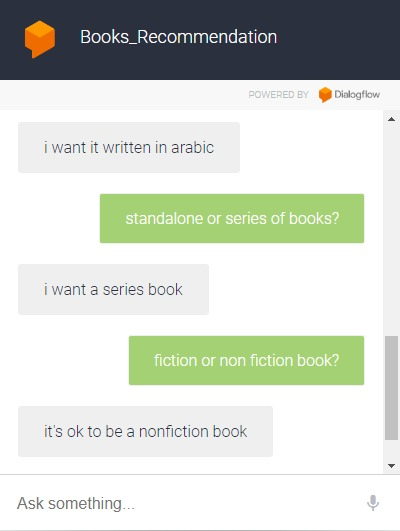 Books_Recommendation
POWERED BY Dialogflow
i want it written in arabic
standalone or series of books?
i want a series book
fiction or non fiction book?
it's ok to be a nonfiction book
Ask something...